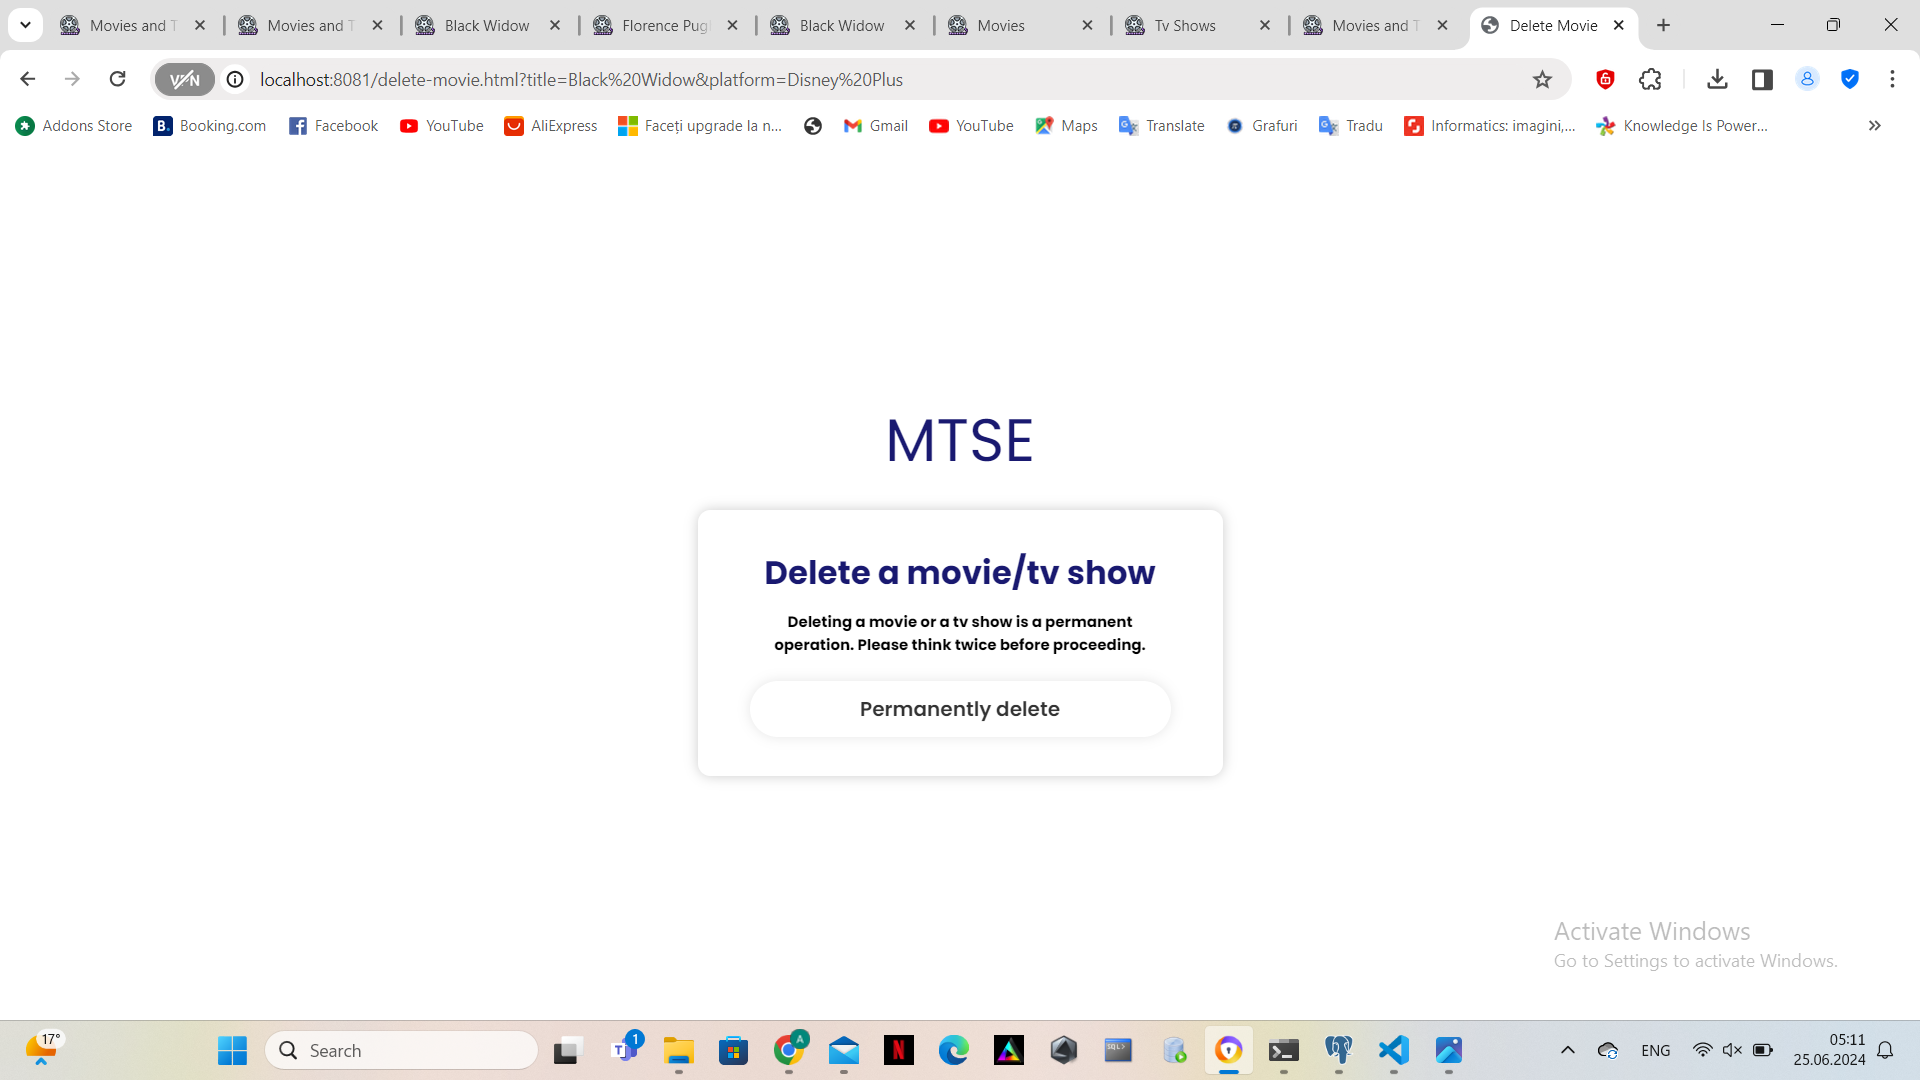 Movies and T
Movies and T
Black Widow
Florence Pug
Black Widow
Movies
Tv Shows
Movies and T
Delete Movie
VPN
localhost:8081/delete-movie.html?title=Black%20Widow&platform=Disney%20Plus
Addons Store
B.
Booking.com
Facebook
YouTube
AliExpress
Faceți upgrade la n...
Gmail
YouTube
Maps
Translate
Grafuri
Tradu
Informatics: imagini,...
Knowledge Is Power...
MTSE
Delete a movie/tv show
Deleting a movie or a tv show is a permanent
operation. Please think twice before proceeding.
Permanently delete
Activate Windows
Go to Settings to activate Windows.
17°
Search
1
A
N
SQL>
ENG
05:11
25.06.2024